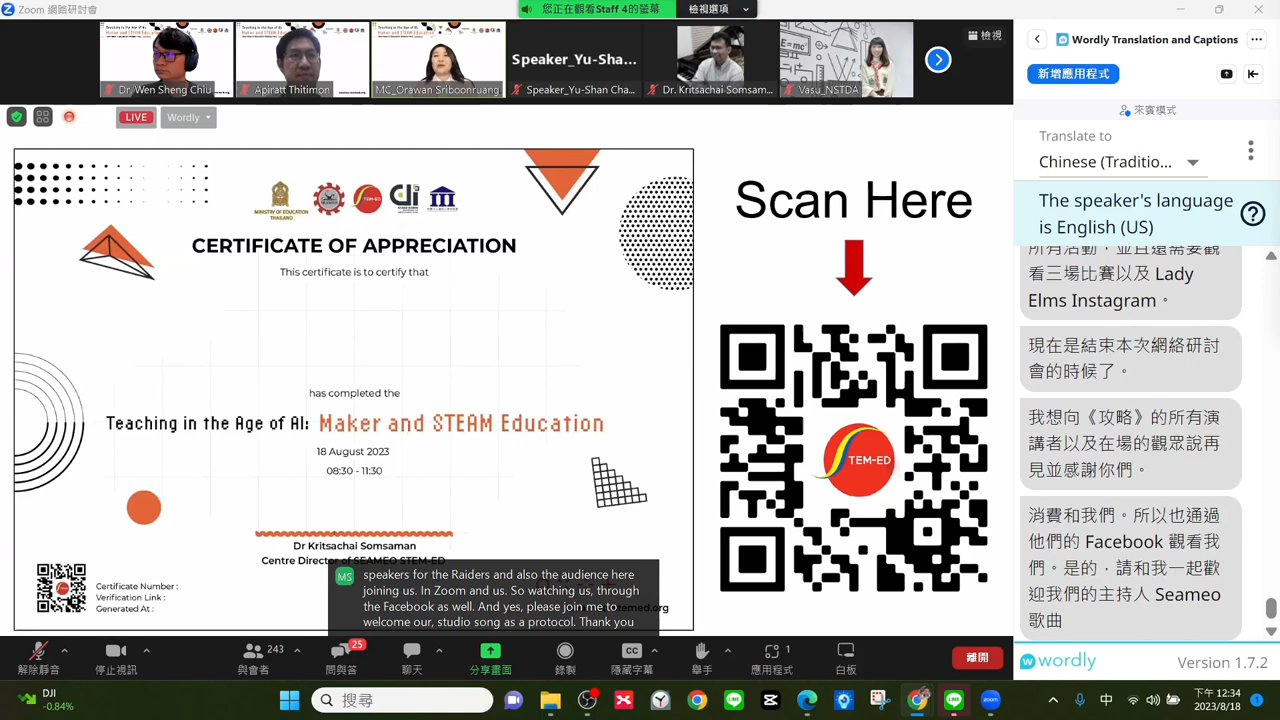 Zoom 網路研討會
您正在觀看Staff 4的螢幕
檢視選項
Dr. Wen Sheng Chiu
Apiratt Thitimon
MC_Orawan Sriboonruang
Speaker_Yu-Sha...
Speaker_Yu-Shan Cha...
Dr. Kritsachai Somsam...
Vasu_NSTDA
檢視
LIVE
Wordly
MINISTRY OF EDUCATION
THAILAND
CERTIFICATE OF APPRECIATION
This certificate is to certify that
has completed the
Teaching in the Age of AI: Maker and STEAM Education
18 August 2023
08:30 - 11:30
Dr Kritsachai Somsaman
Centre Director of SEAMEO STEM-ED
Certificate Number :
Verification Link :
Generated At :
Scan Here
TEM-ED
MS
speakers for the Raiders and also the audience here
joining us. In Zoom and us. So watching us, through
the Facebook as well. And yes, please join me to
welcome our, studio song as a protocol. Thank you
Wordly Translation and Captions
新增應用程式
來賓模式
Translate to
Chinese (Traditio...
The speaker's language
is English (US)
所有活動，並且還需要觀
三場比賽以及 Lady
Elms Instagram。
現在是結束本次網絡研討
會的時候了。
我想向《攻略》的所有演
講者以及在場的觀眾說再
見並感謝你們。
消費和我們。所以也通過
他們的 Facebook 觀看我
們。是的，請和我一起歡
迎我們的主持人 Seameo
歌曲
wordly
Version 1.7.2
解除靜音
停止視訊
243
與會者
25
問與答
聊天
分享畫面
錄製
隱藏字幕
舉手
1
應用程式
白板
離開
DJI
-0.84%
搜尋
中
下午 12:34
2023/8/18